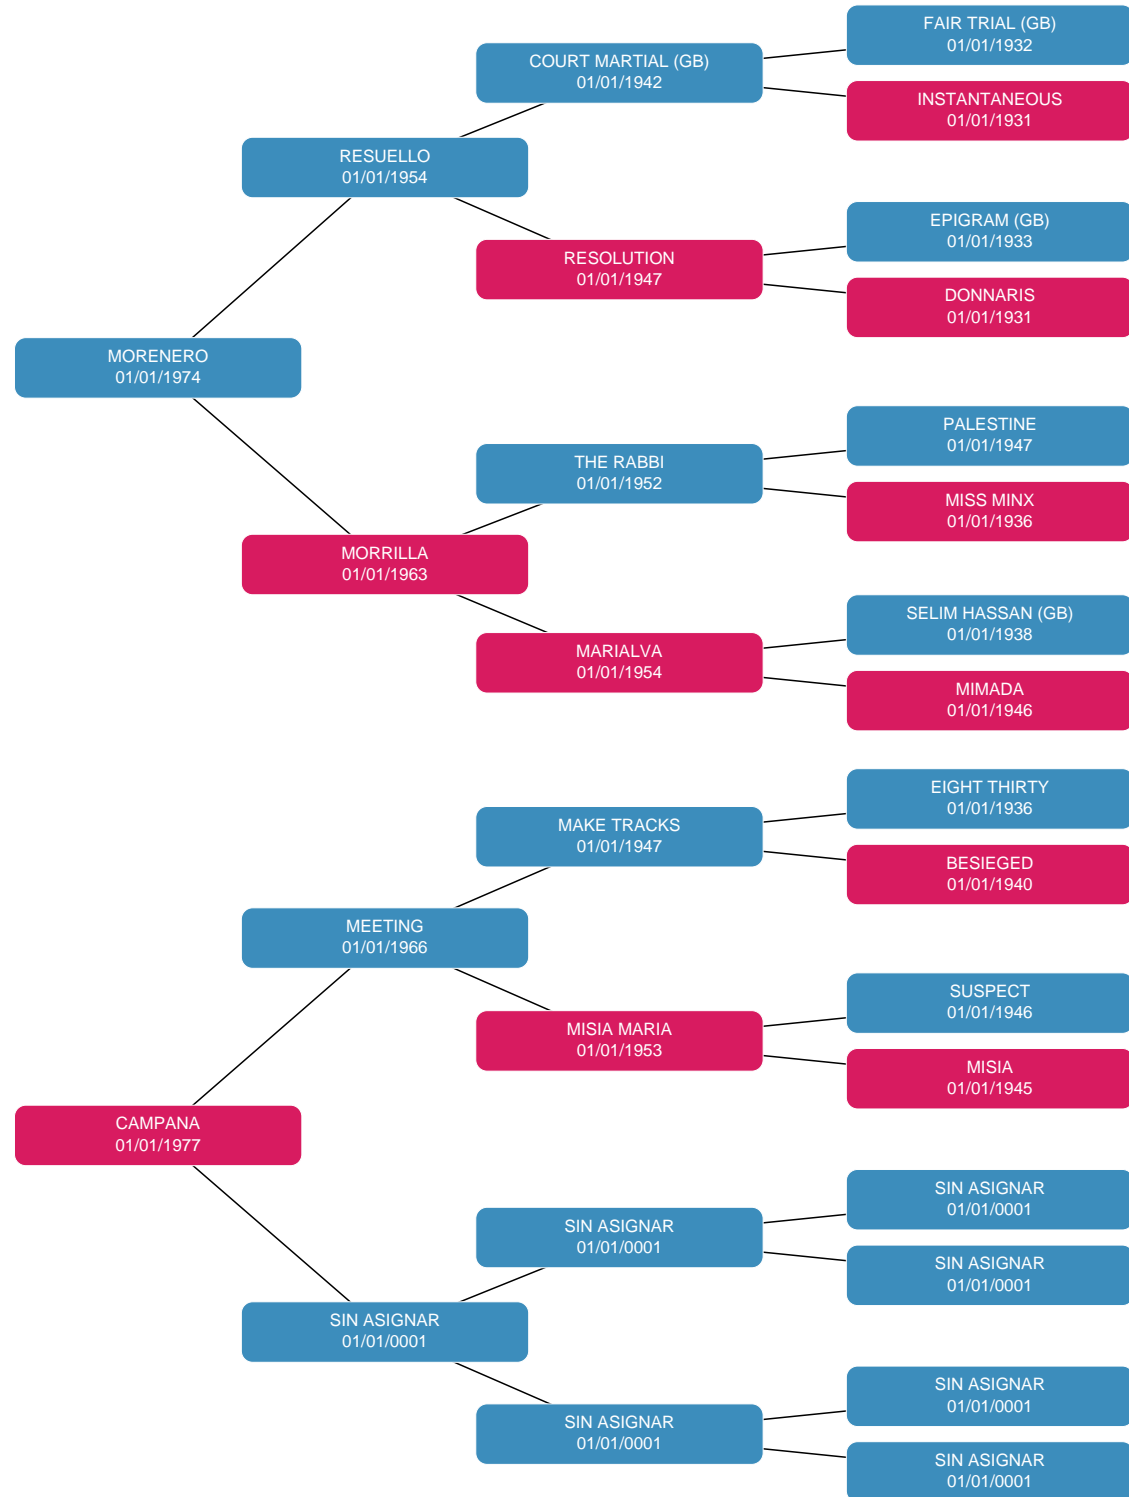 FAIR TRIAL (GB)
01/01/1932
COURT MARTIAL (GB)
01/01/1942
INSTANTANEOUS
01/01/1931
RESUELLO
01/01/1954
EPIGRAM (GB)
01/01/1933
RESOLUTION
01/01/1947
DONNARIS
01/01/1931
MORENERO
01/01/1974
PALESTINE
01/01/1947
THE RABBI
01/01/1952
MISS MINX
01/01/1936
MORRILLA
01/01/1963
SELIM HASSAN (GB)
01/01/1938
MARIALVA
01/01/1954
MIMADA
01/01/1946
EIGHT THIRTY
01/01/1936
MAKE TRACKS
01/01/1947
BESIEGED
01/01/1940
MEETING
01/01/1966
SUSPECT
01/01/1946
MISIA MARIA
01/01/1953
MISIA
01/01/1945
CAMPANA
01/01/1977
SIN ASIGNAR
01/01/0001
SIN ASIGNAR
01/01/0001
SIN ASIGNAR
01/01/0001
SIN ASIGNAR
01/01/0001
SIN ASIGNAR
01/01/0001
SIN ASIGNAR
01/01/0001
SIN ASIGNAR
01/01/0001